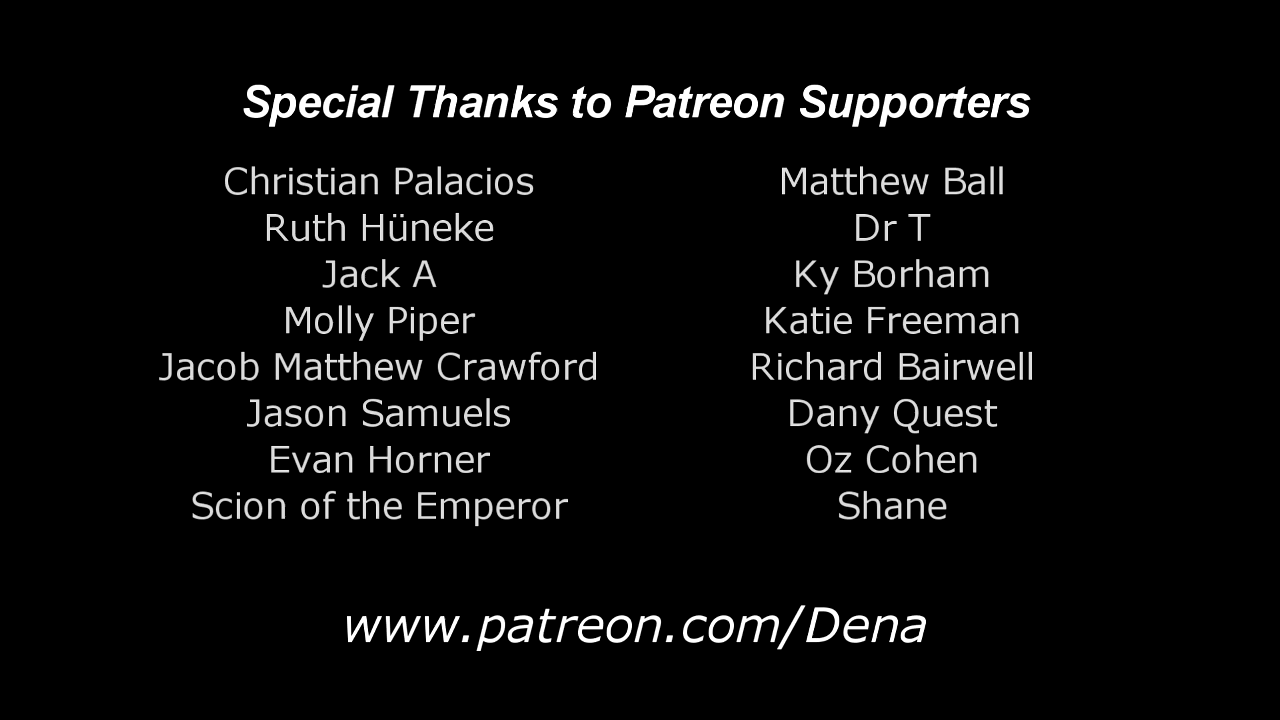 Special Thanks to Patreon Supporters
Christian Palacios
Ruth Hüneke
Jack A
Molly Piper
Jacob Matthew Crawford
Jason Samuels
Evan Horner
Scion of the Emperor
Matthew Ball
Dr T
Ky Borham
Katie Freeman
Richard Bairwell
Dany Quest
Oz Cohen
Shane
www.patreon.com/Dena